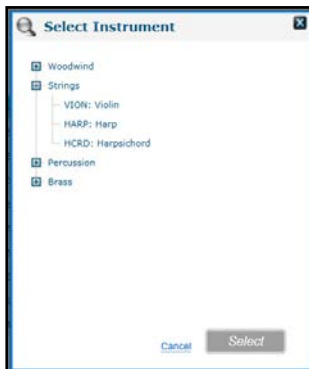 Select Instrument
Woodwind
Strings
VION: Violin
HARP: Harp
HCRD: Harpsichord
Percussion
Brass
Cancel Select